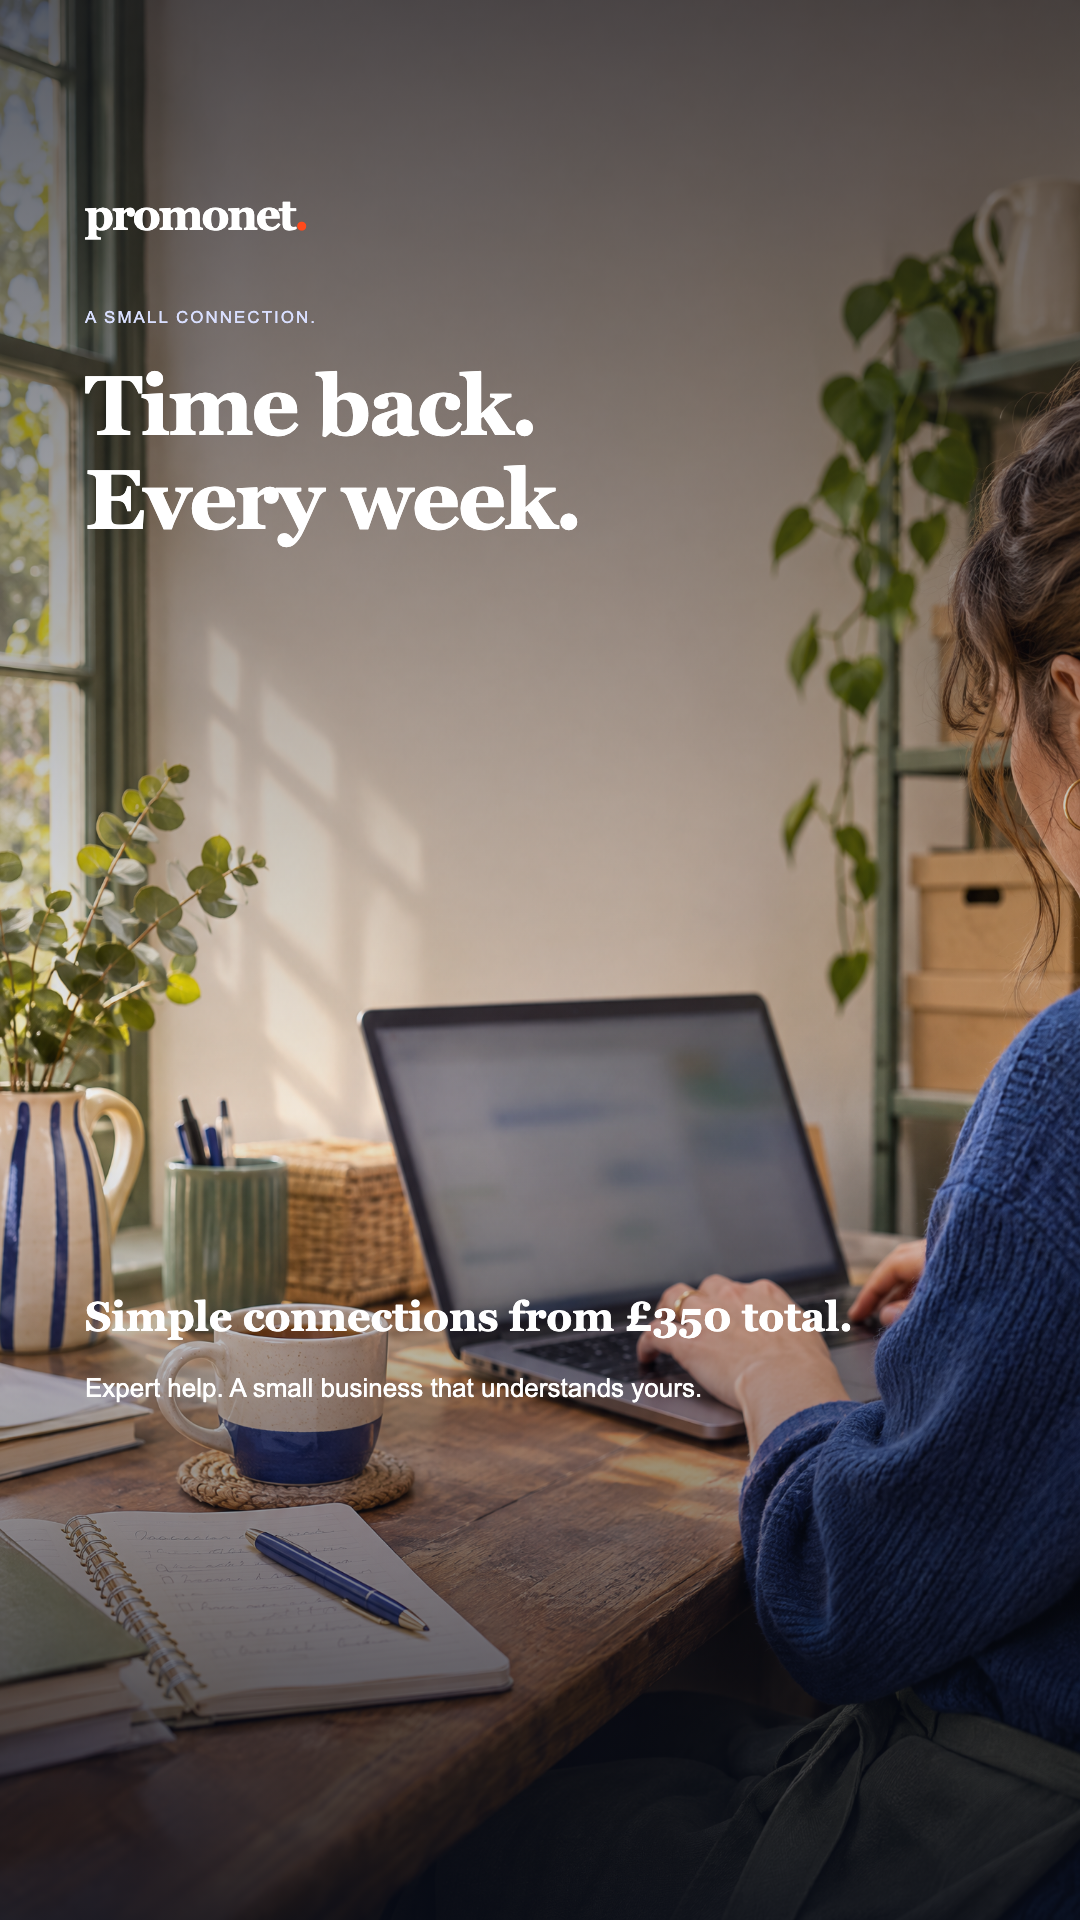 promonet.
A SMALL CONNECTION.
Time back.
Every week.
Simple connections from £350 total.
Expert help. A small business that understands yours.